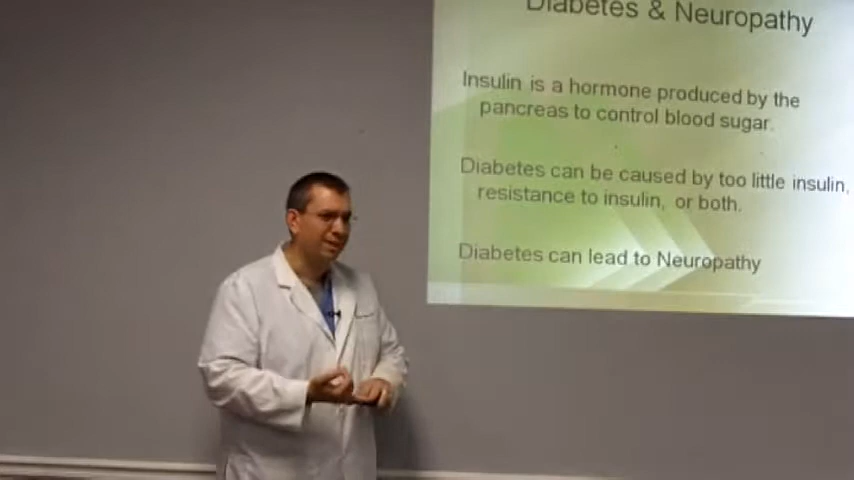 Diabetes & Neuropathy
Insulin is a hormone produced by the
pancreas to control blood sugar.
Diabetes can be caused by too little insulin,
resistance to insulin, or both.
Diabetes can lead to Neuropathy